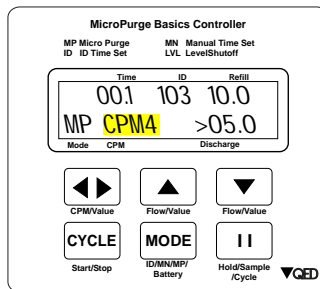 MicroPurge Basics Controller
MP Micro Purge MN Manual Time Set
ID ID Time Set LVL LevelShutoff
Time ID Refill
00.1 103 10.0
MP CPM4 >05.0
Mode CPM Discharge
CPM/Value Flow/Value Flow/Value
CYCLE MODE II
Start/Stop ID/MN/MP/ Hold/Sample
Battery /Cycle
QED